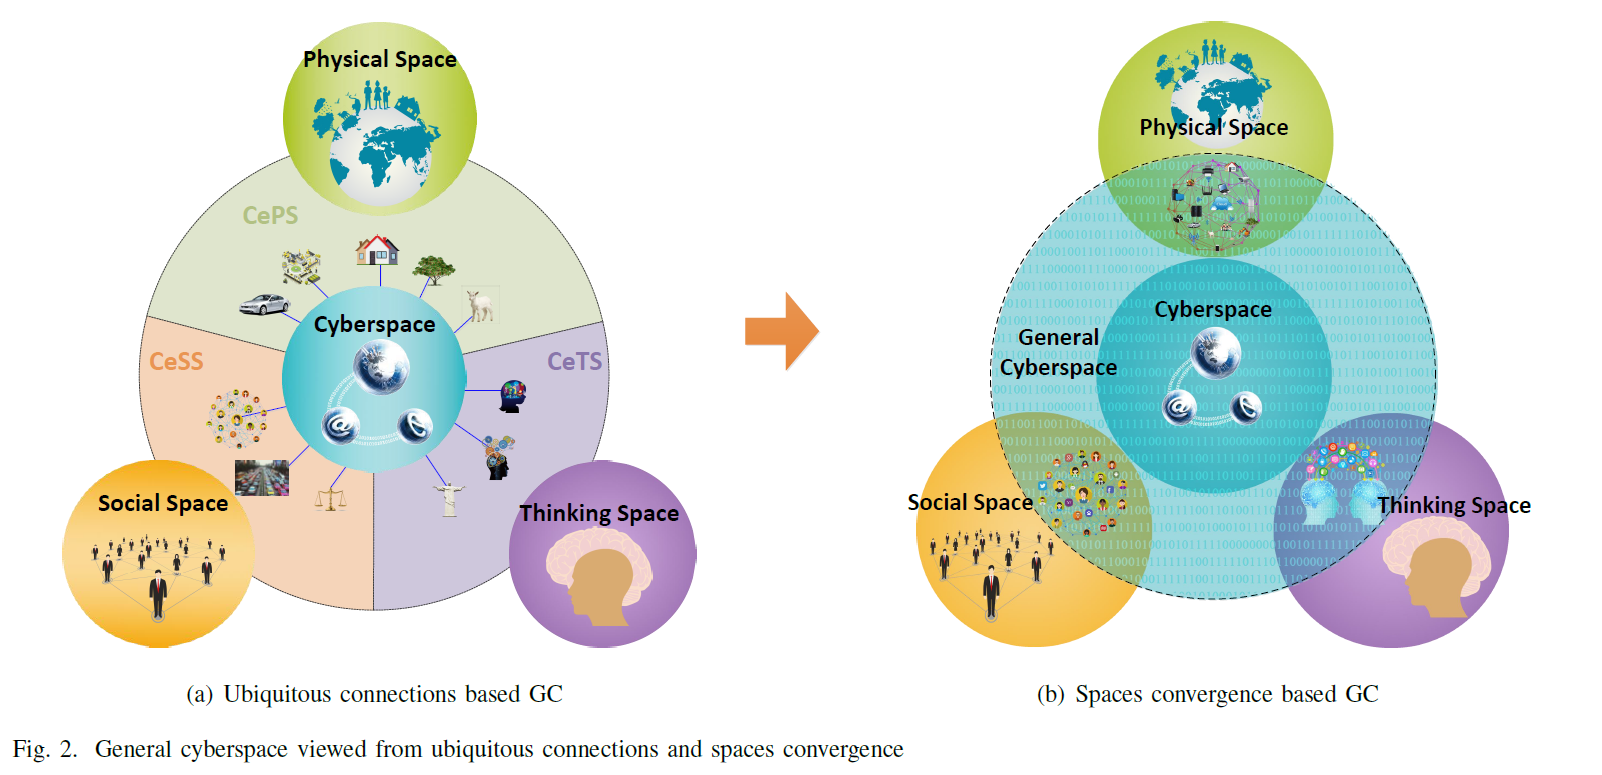 Physical Space
CePS
Cyberspace
CeSS
CeTS
@
Social Space
Thinking Space
(a) Ubiquitous connections based GC
Physical Space
Cyberspace
General
Cyberspace
@
Social Space
Thinking Space
(b) Spaces convergence based GC
Fig. 2. General cyberspace viewed from ubiquitous connections and spaces convergence